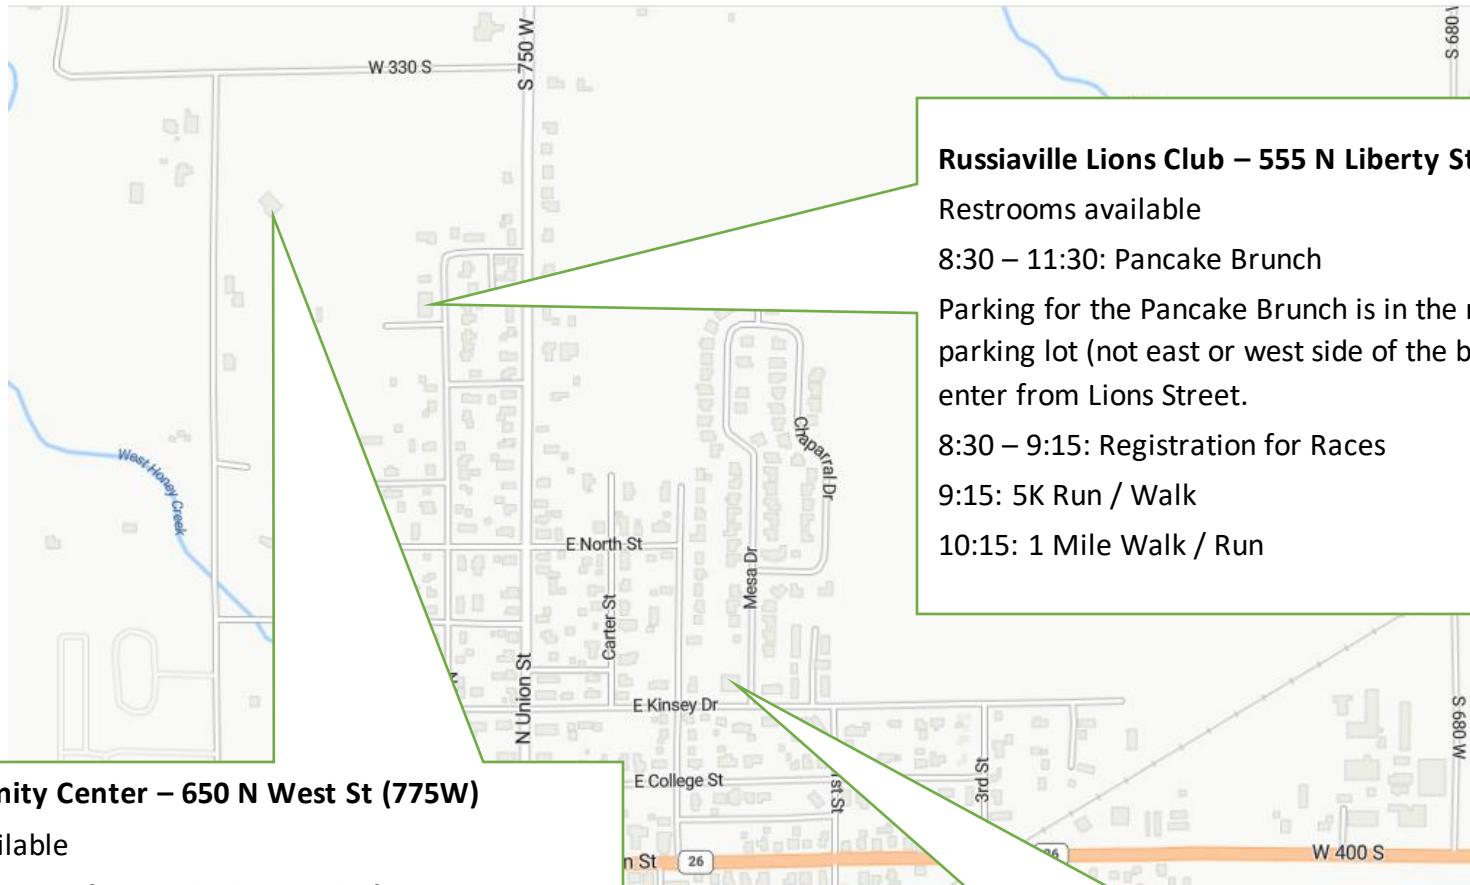 W 330 S
S 750 W
S 680
Russiaville Lions Club – 555 N Liberty St
Restrooms available
8:30 – 11:30: Pancake Brunch
Parking for the Pancake Brunch is in the
parking lot (not east or west side of the
enter from Lions Street.
8:30 – 9:15: Registration for Races
9:15: 5K Run / Walk
10:15: 1 Mile Walk / Run
West Honey Creek
Chaparral Dr
E North St
Mesa Dr
Carter St
N Union St
E Kinsey Dr
S 680 W
E College St
1st St
3rd St
nity Center – 650 N West St (775W)
ilable
n St
26
W 400 S